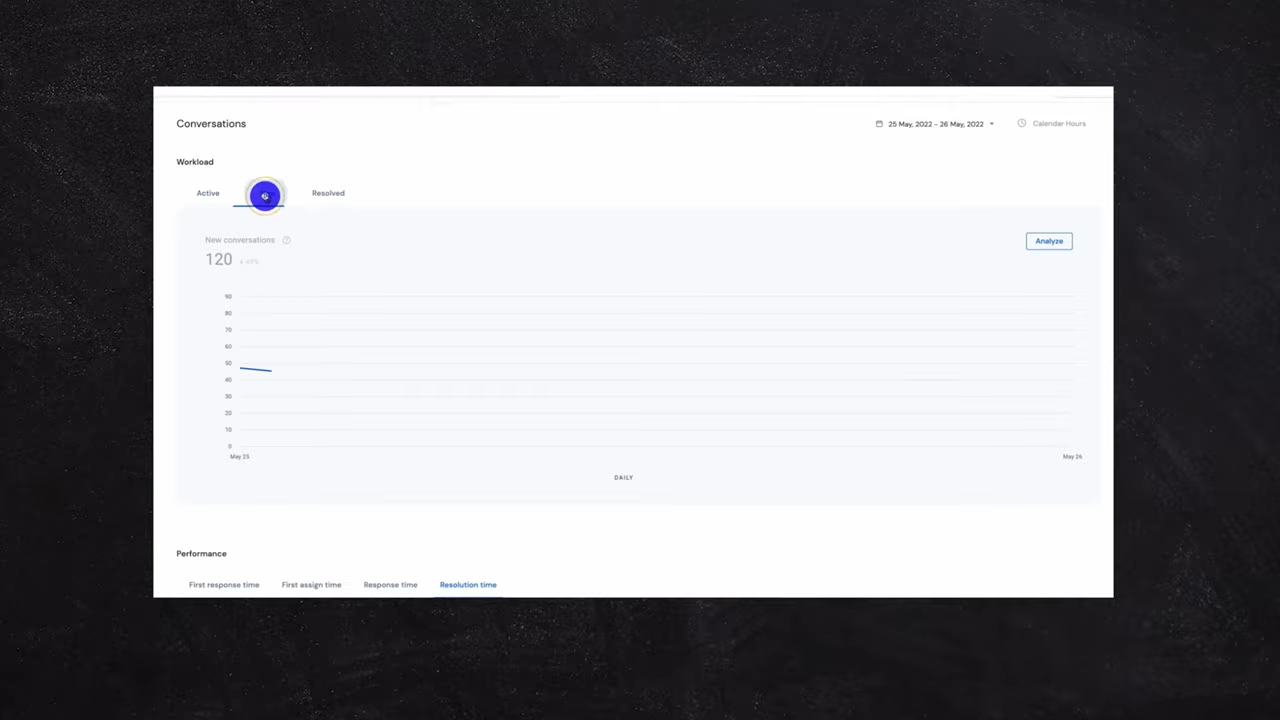 Conversations
25 May, 2022 – 26 May, 2022
Calendar Hours
Workload
Active
Resolved
New conversations
Analyze
120
90
80
70
60
50
40
30
20
10
0
May 25
May 26
DAILY
Performance
First response time
First assign time
Response time
Resolution time